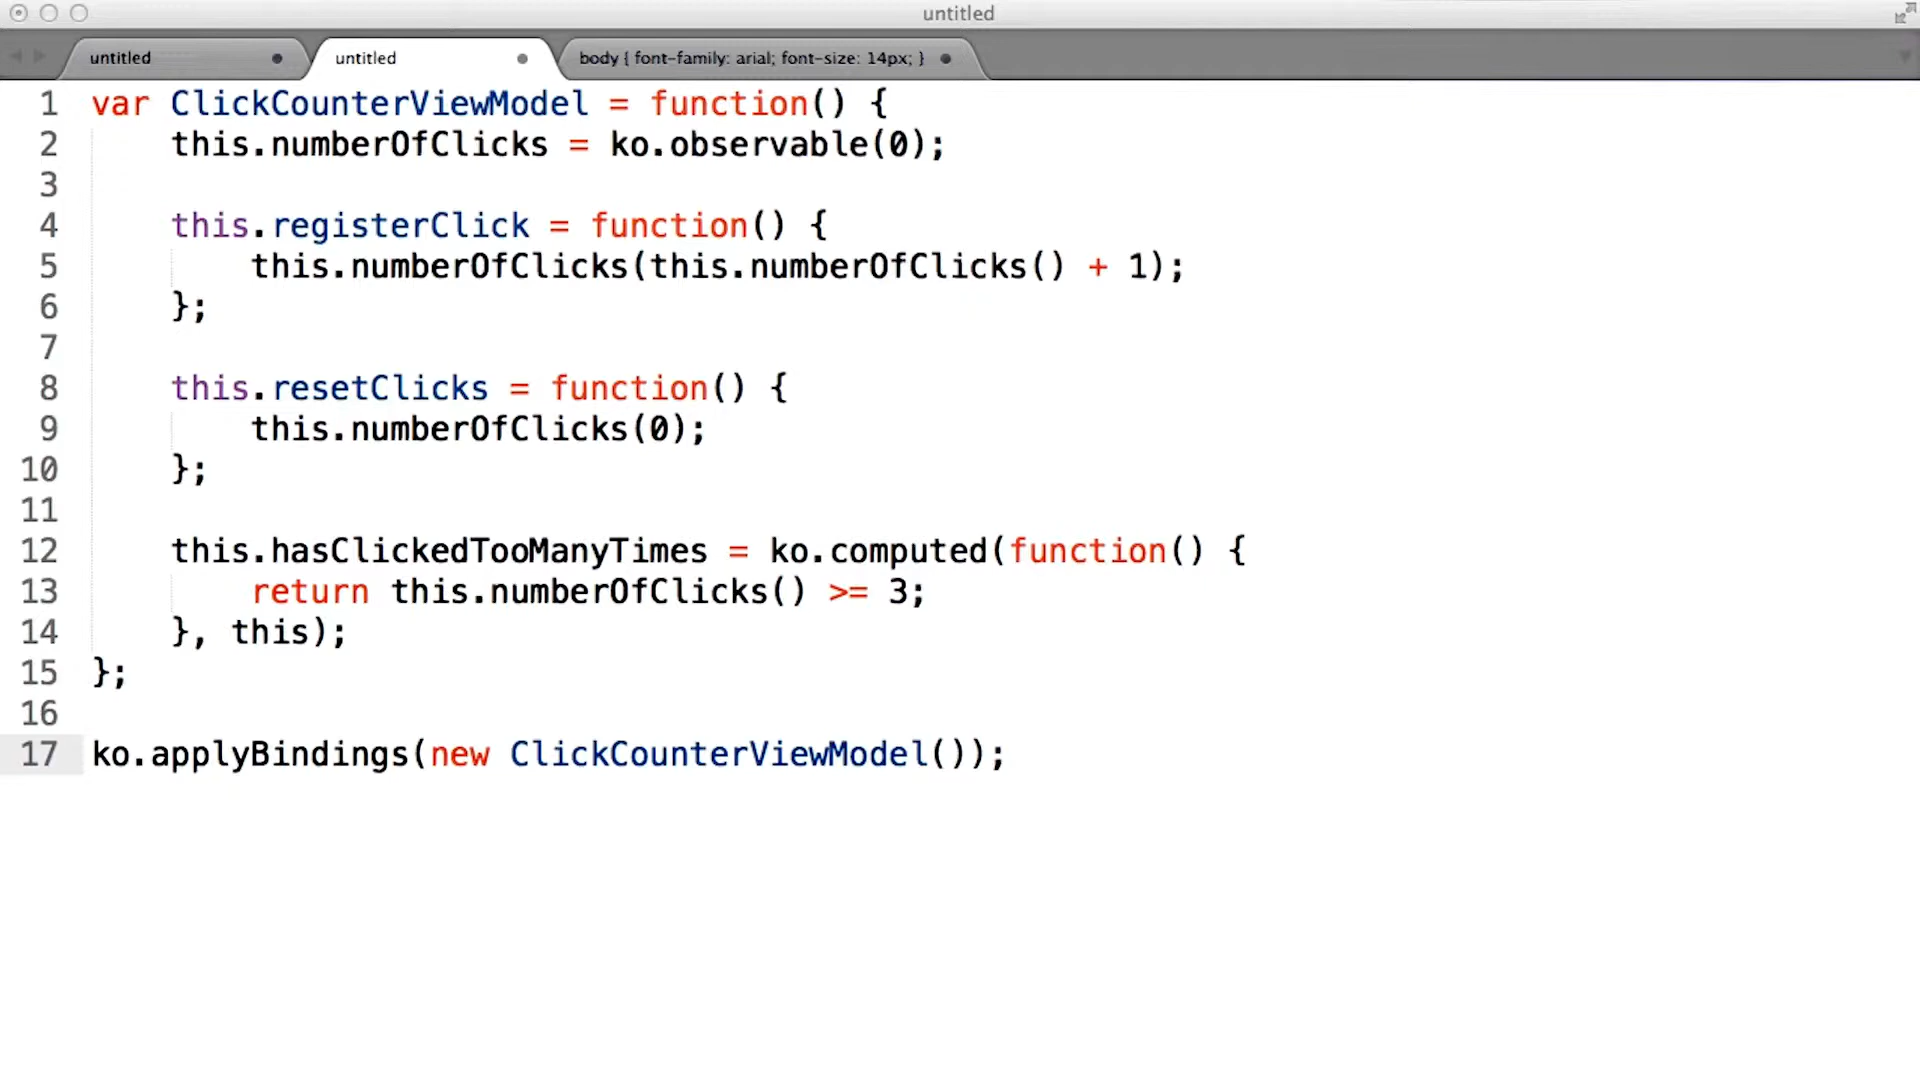 untitled
untitled
untitled
body { font-family: arial; font-size: 14px; }
1 var ClickCounterViewModel = function() {
2     this.numberOfClicks = ko.observable(0);
3
4     this.registerClick = function() {
5         this.numberOfClicks(this.numberOfClicks() + 1);
6     };
7
8     this.resetClicks = function() {
9         this.numberOfClicks(0);
10     };
11
12     this.hasClickedTooManyTimes = ko.computed(function() {
13         return this.numberOfClicks() >= 3;
14     }, this);
15 };
16
17 ko.applyBindings(new ClickCounterViewModel());